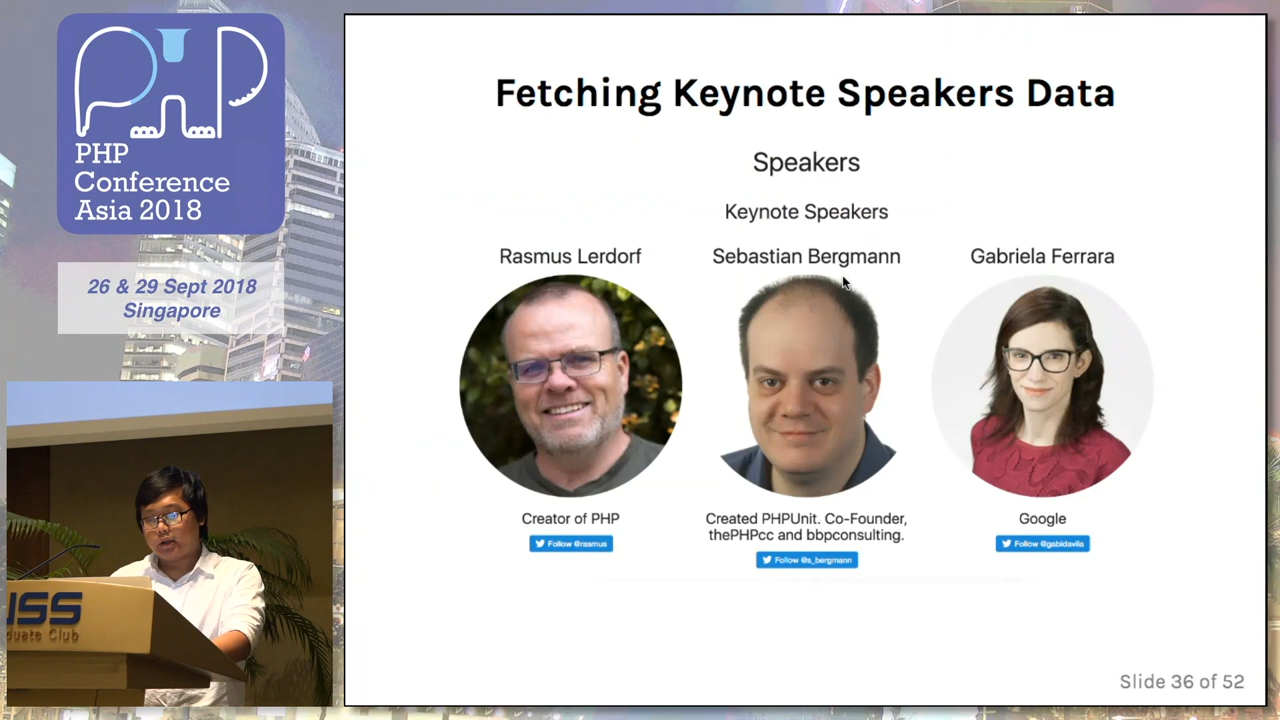 PHP
Conference
Asia 2018
26 & 29 Sept 2018
Singapore
Fetching Keynote Speakers Data
Speakers
Keynote Speakers
Rasmus Lerdorf
Sebastian Bergmann
Gabriela Ferrara
Creator of PHP
Follow @rasmus
Created PHPUnit. Co-Founder,
thePHPcc and bbpconsulting.
Follow @s_bergmann
Google
Follow @gabidavila
Slide 36 of 52